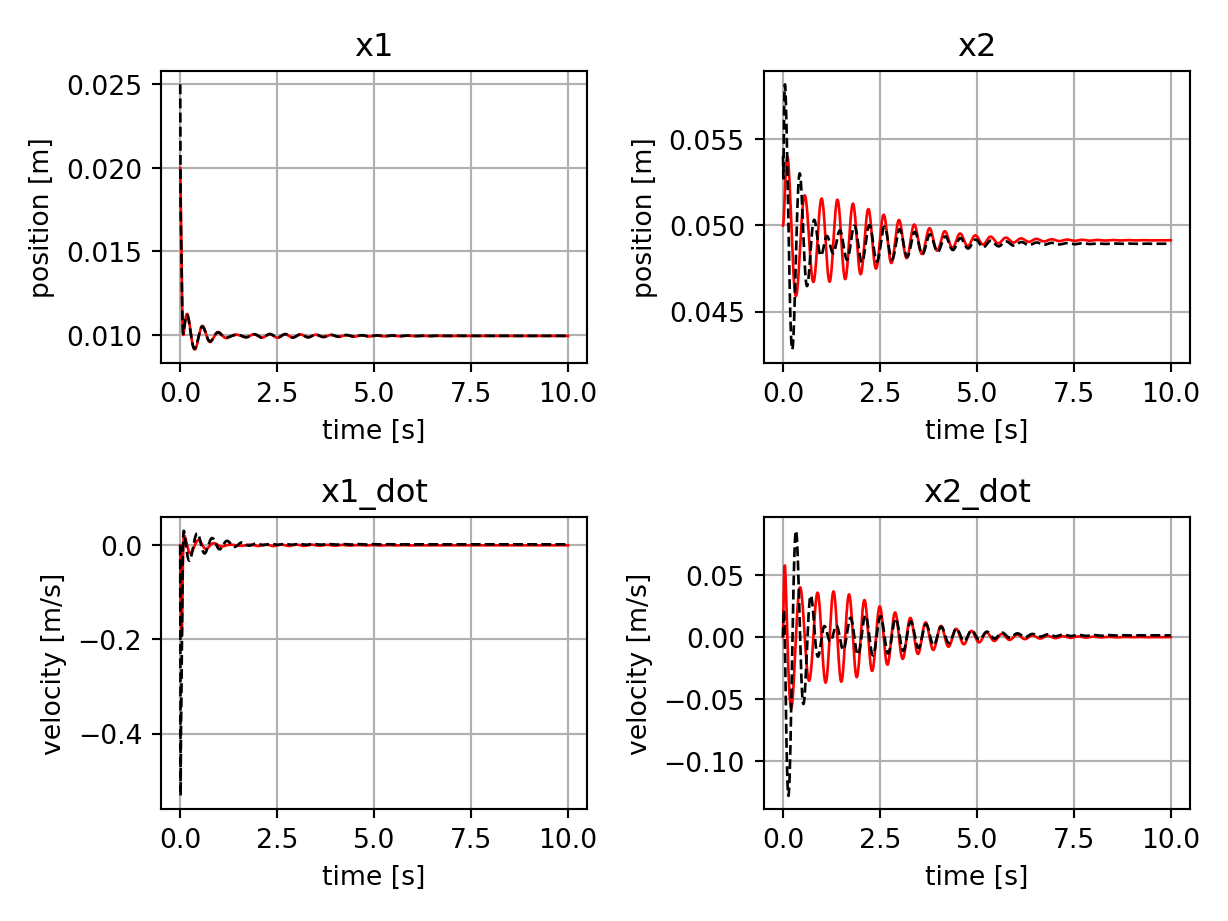 x1
0.025
0.020
0.015
0.010
position [m]
0.0 2.5 5.0 7.5 10.0
time [s]
x2
0.055
0.050
0.045
position [m]
0.0 2.5 5.0 7.5 10.0
time [s]
x1_dot
0.0
−0.2
−0.4
velocity [m/s]
0.0 2.5 5.0 7.5 10.0
time [s]
x2_dot
0.05
0.00
−0.05
−0.10
velocity [m/s]
0.0 2.5 5.0 7.5 10.0
time [s]